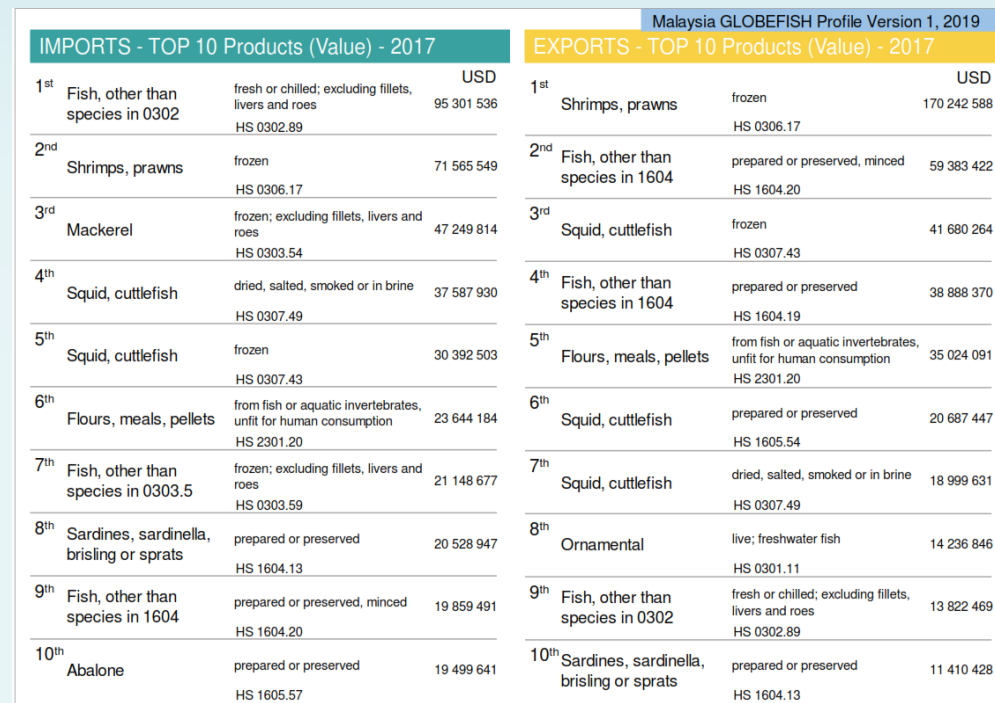 Malaysia GLOBEFISH Profile Version 1, 2019
IMPORTS - TOP 10 Products (Value) - 2017
USD
1st
Fish, other than
species in 0302
fresh or chilled; excluding fillets,
livers and roes
HS 0302.89
95 301 536
2nd
Shrimps, prawns
frozen
HS 0306.17
71 565 549
3rd
Mackerel
frozen; excluding fillets, livers and
roes
HS 0303.54
47 249 814
4th
Squid, cuttlefish
dried, salted, smoked or in brine
HS 0307.49
37 587 930
5th
Squid, cuttlefish
frozen
HS 0307.43
30 392 503
6th
Flours, meals, pellets
from fish or aquatic invertebrates,
unfit for human consumption
HS 2301.20
23 644 184
7th
Fish, other than
species in 0303.5
frozen; excluding fillets, livers and
roes
HS 0303.59
21 148 677
8th
Sardines, sardinella,
brisling or sprats
prepared or preserved
HS 1604.13
20 528 947
9th
Fish, other than
species in 1604
prepared or preserved, minced
HS 1604.20
19 859 491
10th
Abalone
prepared or preserved
HS 1605.57
19 499 641
EXPORTS - TOP 10 Products (Value) - 2017
USD
1st
Shrimps, prawns
frozen
HS 0306.17
170 242 588
2nd
Fish, other than
species in 1604
prepared or preserved, minced
HS 1604.20
59 383 422
3rd
Squid, cuttlefish
frozen
HS 0307.43
41 680 264
4th
Fish, other than
species in 1604
prepared or preserved
HS 1604.19
38 888 370
5th
Flours, meals, pellets
from fish or aquatic invertebrates,
unfit for human consumption
HS 2301.20
35 024 091
6th
Squid, cuttlefish
prepared or preserved
HS 1605.54
20 687 447
7th
Squid, cuttlefish
dried, salted, smoked or in brine
HS 0307.49
18 999 631
8th
Ornamental
live; freshwater fish
HS 0301.11
14 236 846
9th
Fish, other than
species in 0302
fresh or chilled; excluding fillets,
livers and roes
HS 0302.89
13 822 469
10th
Sardines, sardinella,
brisling or sprats
prepared or preserved
HS 1604.13
11 410 428